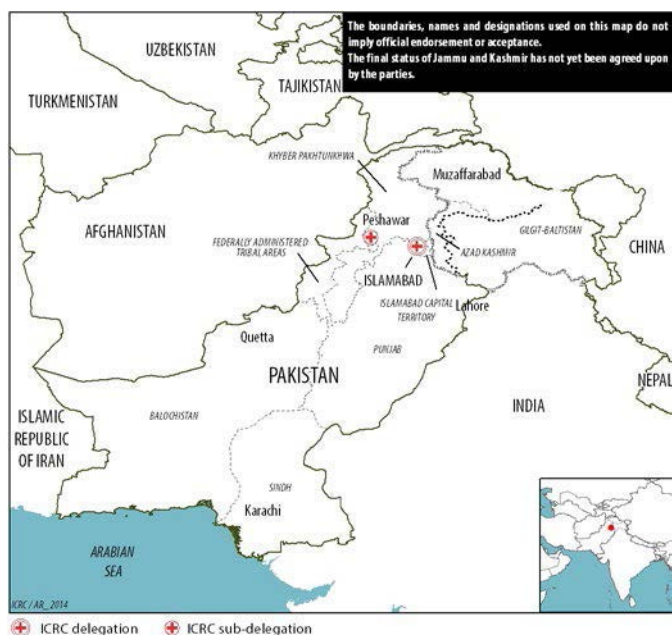 The boundaries, names and designations used on this map do not
imply official endorsement or acceptance.
The final status of Jammu and Kashmir has not yet been agreed upon
by the parties.
UZBEKISTAN
TAJIKISTAN
TURKMENISTAN
KHYBER PAKHTUNKHWA
Muzaffarabad
AFGHANISTAN
Peshawar
GILGIT-BALTISTAN
CHINA
FEDERALLY ADMINISTERED
TRIBAL AREAS
AZAD KASHMIR
ISLAMABAD
ISLAMABAD CAPITAL
TERRITORY
Lahore
Quetta
PUNJAB
PAKISTAN
NEPAL
INDIA
BALOCHISTAN
ISLAMIC
REPUBLIC
OF IRAN
SINDH
Karachi
ARABIAN
SEA
ICRC / AR_2014
ICRC delegation
ICRC sub-delegation